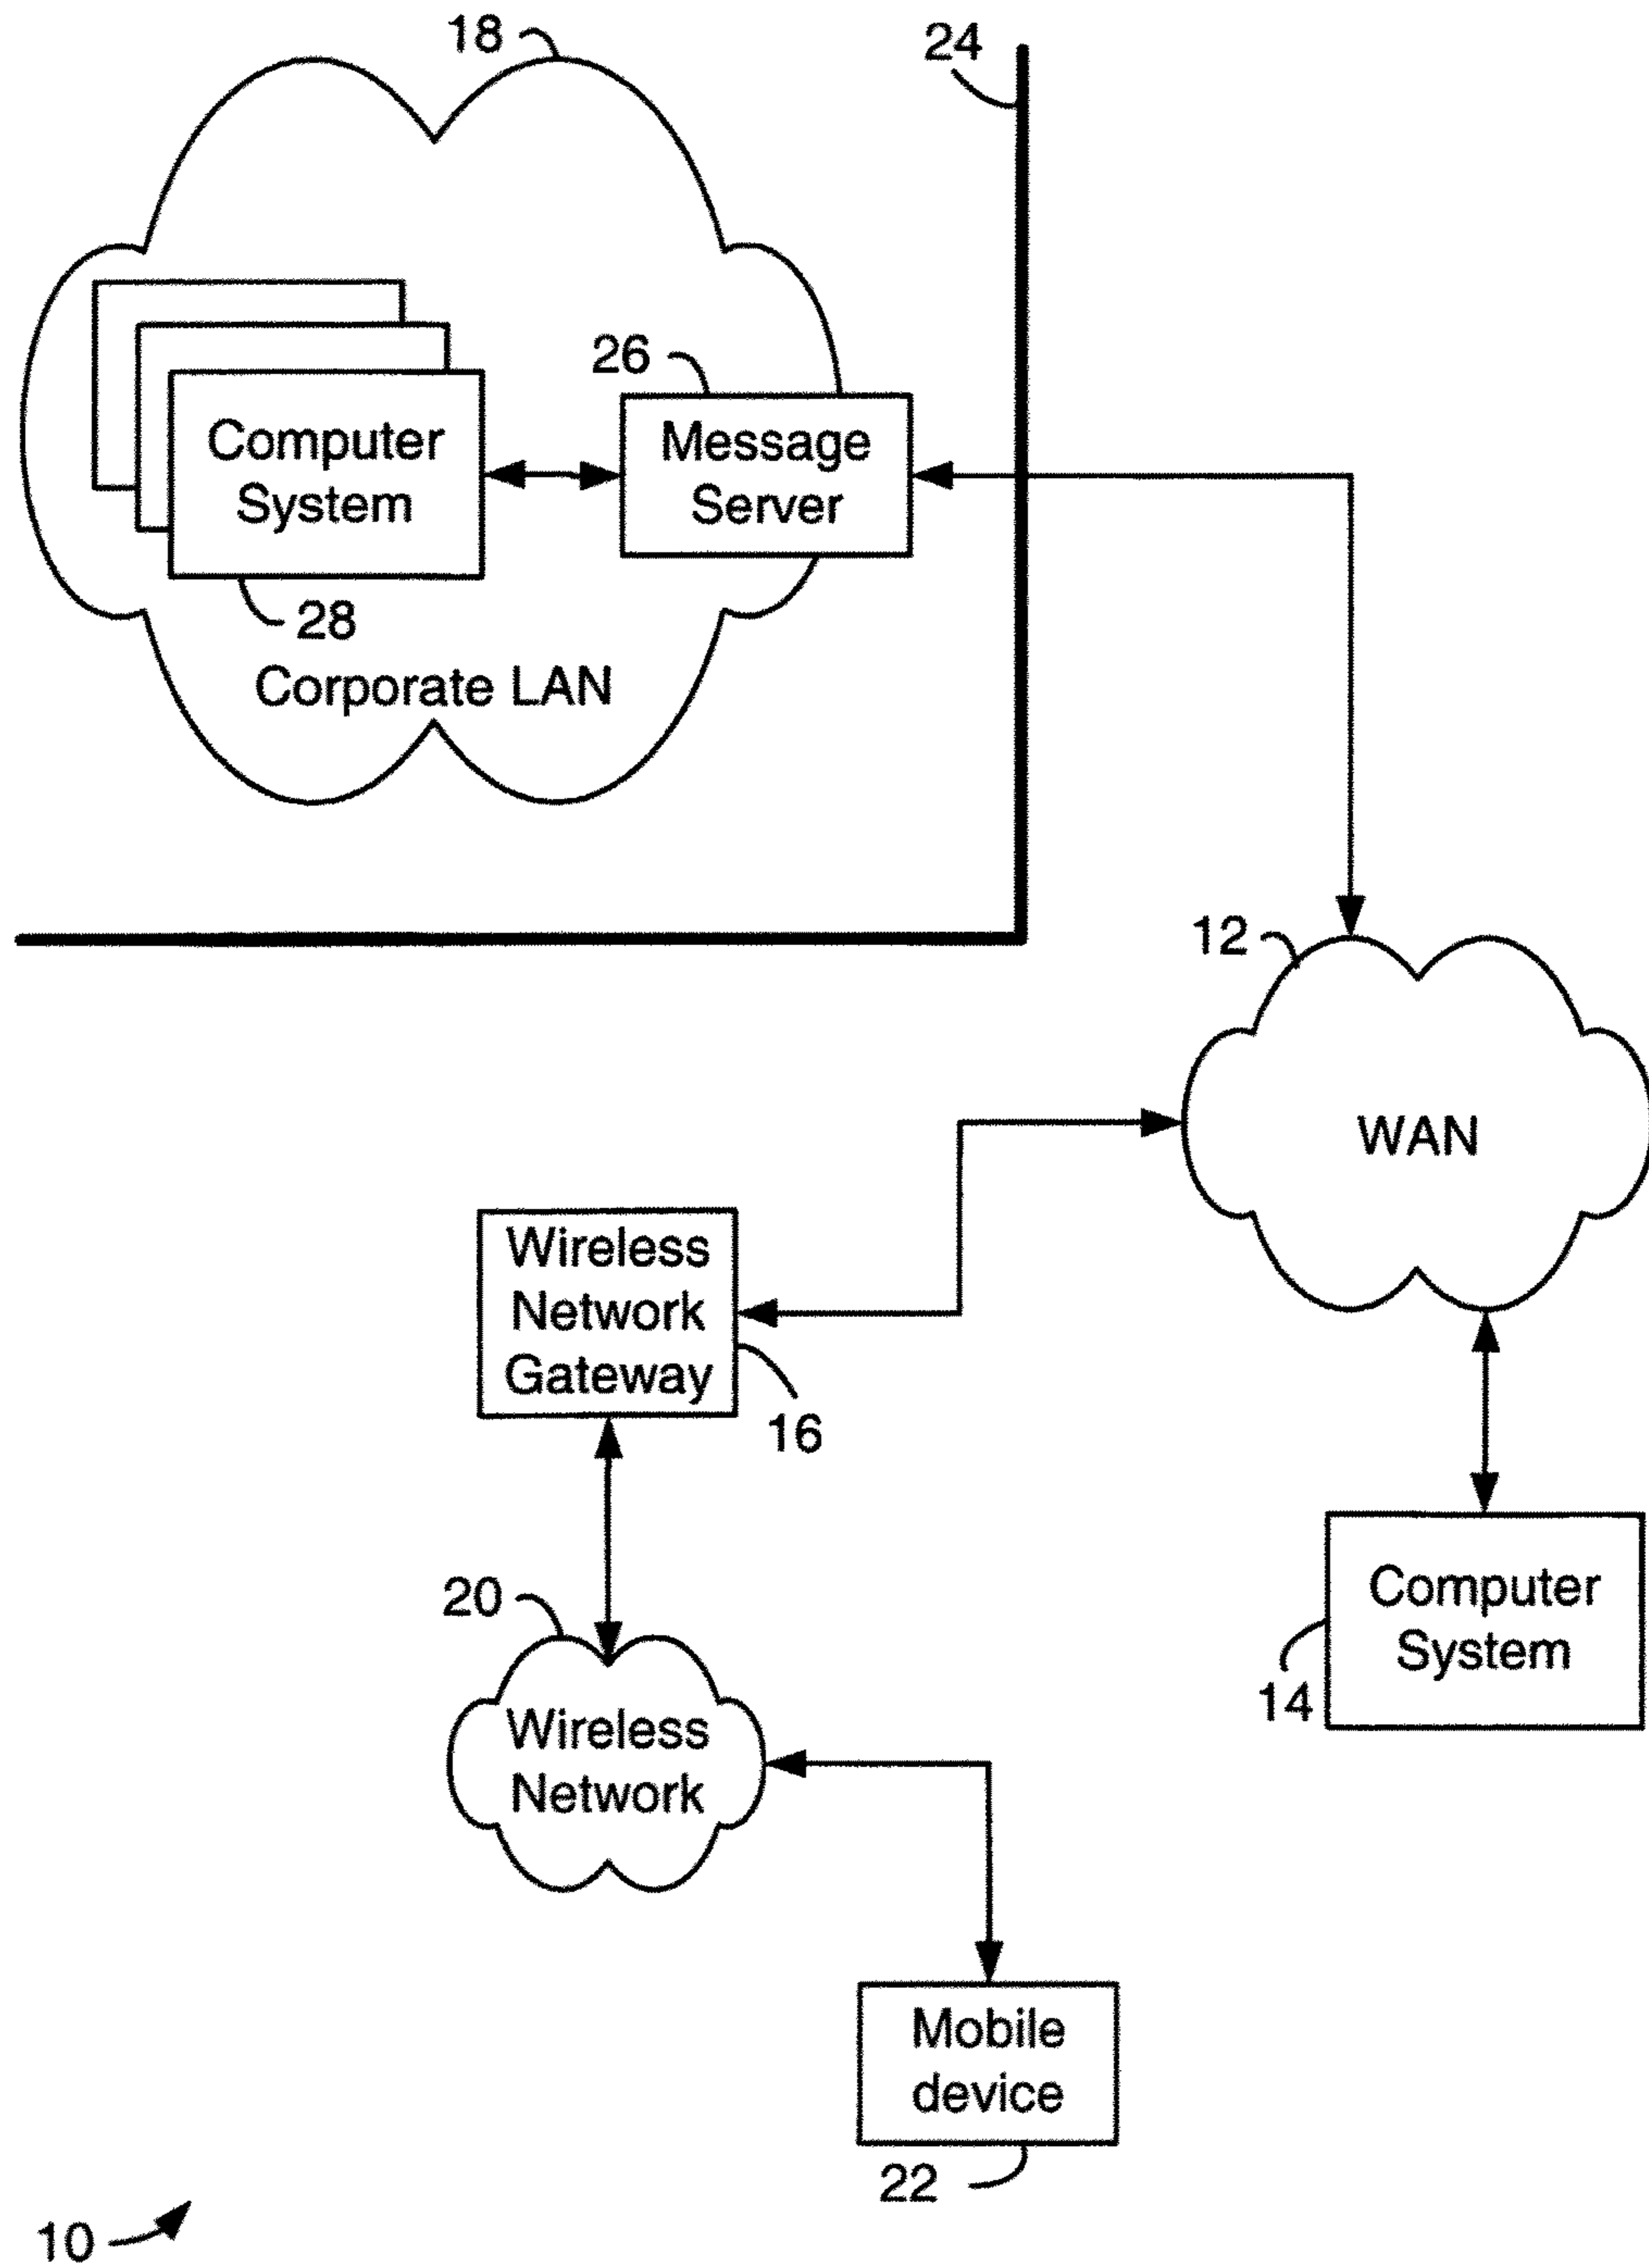 18
24
26
Computer
System
Message
Server
28
Corporate LAN
12
WAN
Wireless
Network
Gateway
16
20
Computer
System
14
Wireless
Network
Mobile
device
22
10